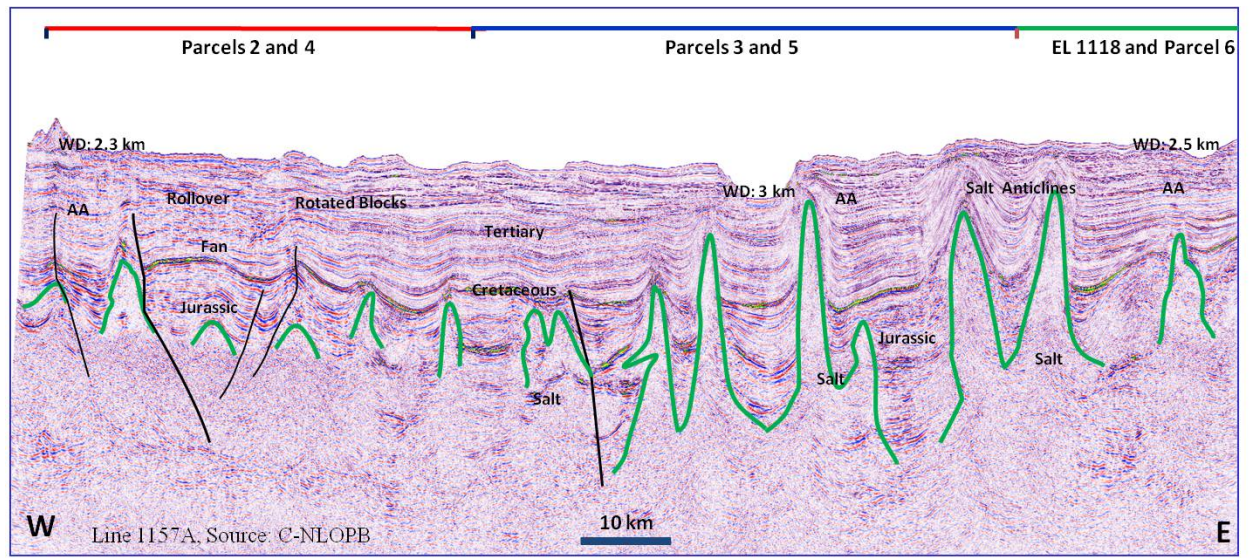 Parcels 2 and 4
Parcels 3 and 5
EL 1118 and Parcel 6
WD: 2.3 km
WD: 2.5 km
WD: 3 km
AA
Rollover
Rotated Blocks
AA
Salt Anticlines
AA
Tertiary
Fan
Cretaceous
Jurassic
Jurassic
Salt
Salt
Salt
10 km
W
Line 1157A, Source: C-NLOPB
E